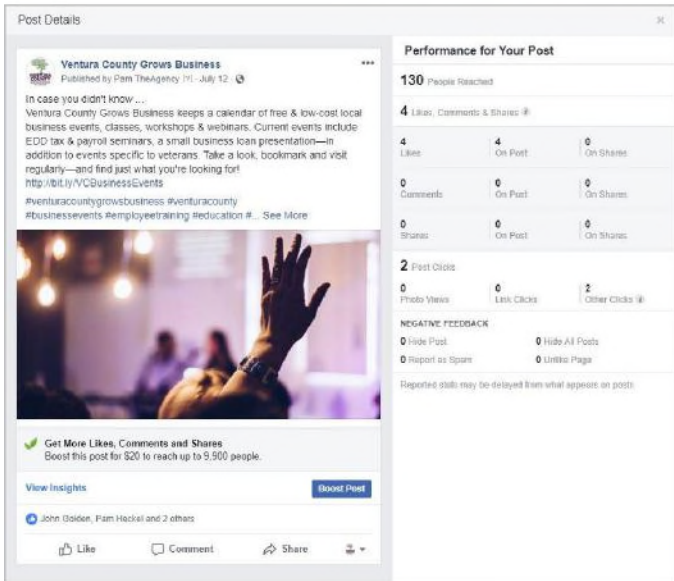 Post Details
Ventura County Grows Business
Published by Pam TheAgency · July 12 ·
In case you didn't know ...
Ventura County Grows Business keeps a calendar of free & low-cost local
business events, classes, workshops & webinars. Current events include
EDD tax & payroll seminars, a small business loan presentation—in
addition to events specific to veterans. Take a look, bookmark and visit
regularly—and find just what you're looking for!
http://bit.ly/VCBusinessEvents
#venturacountygrowsbusiness #venturacounty
#businessevents #employeetraining #education #... See More
Get More Likes, Comments and Shares
Boost this post for $20 to reach up to 9,900 people.
View Insights
Boost Post
John Golden, Pam Heckel and 2 others
Like Comment Share
Performance for Your Post
130 People Reached
4 Likes, Comments & Shares
4 4 0
Likes On Post On Shares
0 0 0
Comments On Post On Shares
0 0 0
Shares On Post On Shares
2 Post Clicks
0 0 2
Photo Views Link Clicks Other Clicks
NEGATIVE FEEDBACK
0 Hide Post 0 Hide All Posts
0 Report as Spam 0 Unlike Page
Reported stats may be delayed from what appears on posts